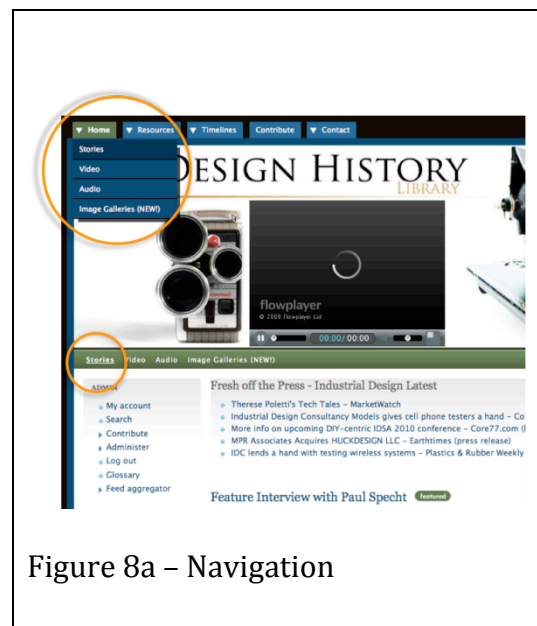 ▼ Home ▼ Resources ▼ Timelines Contribute ▼ Contact
Stories
Video
Audio
Image Galleries (NEW!)
DESIGN HISTORY
LIBRARY
flowplayer
© 2009 Flowplayer Ltd
00:00/00:00
Stories Video Audio Image Galleries (NEW!)
ADMIN
My account
Search
Contribute
Administer
Log out
Glossary
Feed aggregator
Fresh off the Press - Industrial Design Latest
Therese Poletti's Tech Tales – MarketWatch
Industrial Design Consultancy Models gives cell phone testers a hand – Co
More info on upcoming DIY-centric IDSA 2010 conference – Core77.com
MPR Associates Acquires HUCKDESIGN LLC – Earthtimes (press release)
IDC lends a hand with testing wireless systems – Plastics & Rubber Weekly
Feature Interview with Paul Specht featured
Figure 8a – Navigation